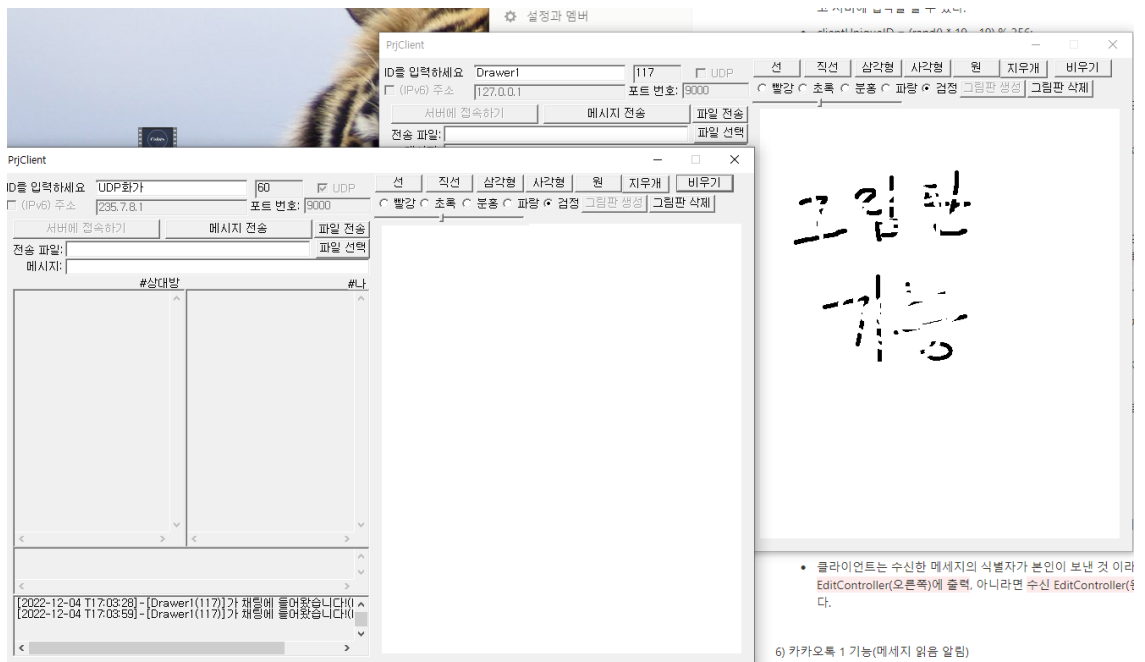 설정과 멤버
PrjClient
ID를 입력하세요 Drawer1 117 UDP
(IPv6) 주소 127.0.0.1 포트 번호: 9000
서버에 접속하기 메시지 전송 파일 전송
전송 파일: 파일 선택
선 직선 삼각형 사각형 원 지우개 비우기
빨강 초록 분홍 파랑 검정 그림판 생성 그림판 삭제
그림판
기능
PrjClient
ID를 입력하세요 UDP화가 60 UDP
(IPv6) 주소 235.7.8.1 포트 번호: 9000
서버에 접속하기 메시지 전송 파일 전송
전송 파일: 파일 선택
메시지:
#상대방 #나
선 직선 삼각형 사각형 원 지우개 비우기
빨강 초록 분홍 파랑 검정 그림판 생성 그림판 삭제
[2022-12-04 T17:03:28] - [Drawer1(117)]가 채팅에 들어왔습니다!(
[2022-12-04 T17:03:59] - [Drawer1(117)]가 채팅에 들어왔습니다!(
클라이언트는 수신한 메세지의 식별자가 본인이 보낸 것 이라
EditController(오른쪽)에 출력, 아니라면 수신 EditController(
다.
6) 카카오톡 1 기능(메세지 읽음 알림)